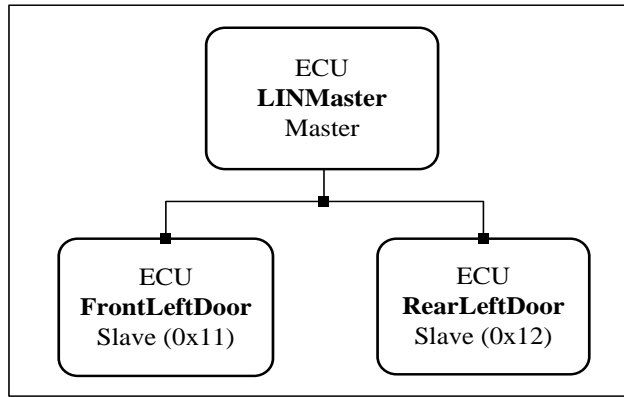 ECU
LINMaster
Master
ECU
FrontLeftDoor
Slave (0x11)
ECU
RearLeftDoor
Slave (0x12)